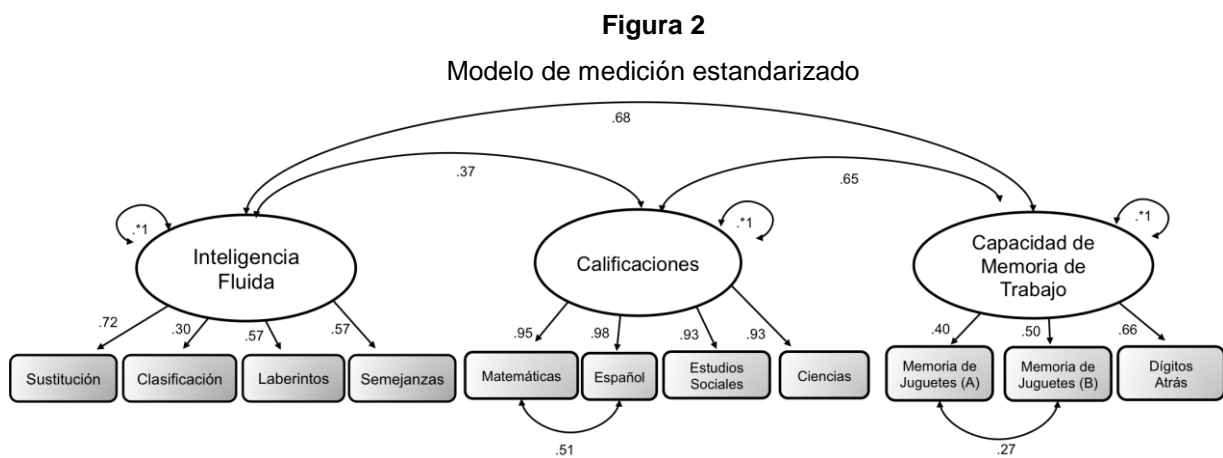 Figura 2
Modelo de medición estandarizado
.68
.37
.65
.*1
.*1
.*1
Inteligencia
Fluida
Calificaciones
Capacidad de
Memoria de
Trabajo
.72
.30
.57
.57
.95
.98
.93
.93
.40
.50
.66
Sustitución
Clasificación
Laberintos
Semejanzas
Matemáticas
Español
Estudios
Sociales
Ciencias
Memoria de
Juguetes (A)
Memoria de
Juguetes (B)
Dígitos
Atrás
.51
.27